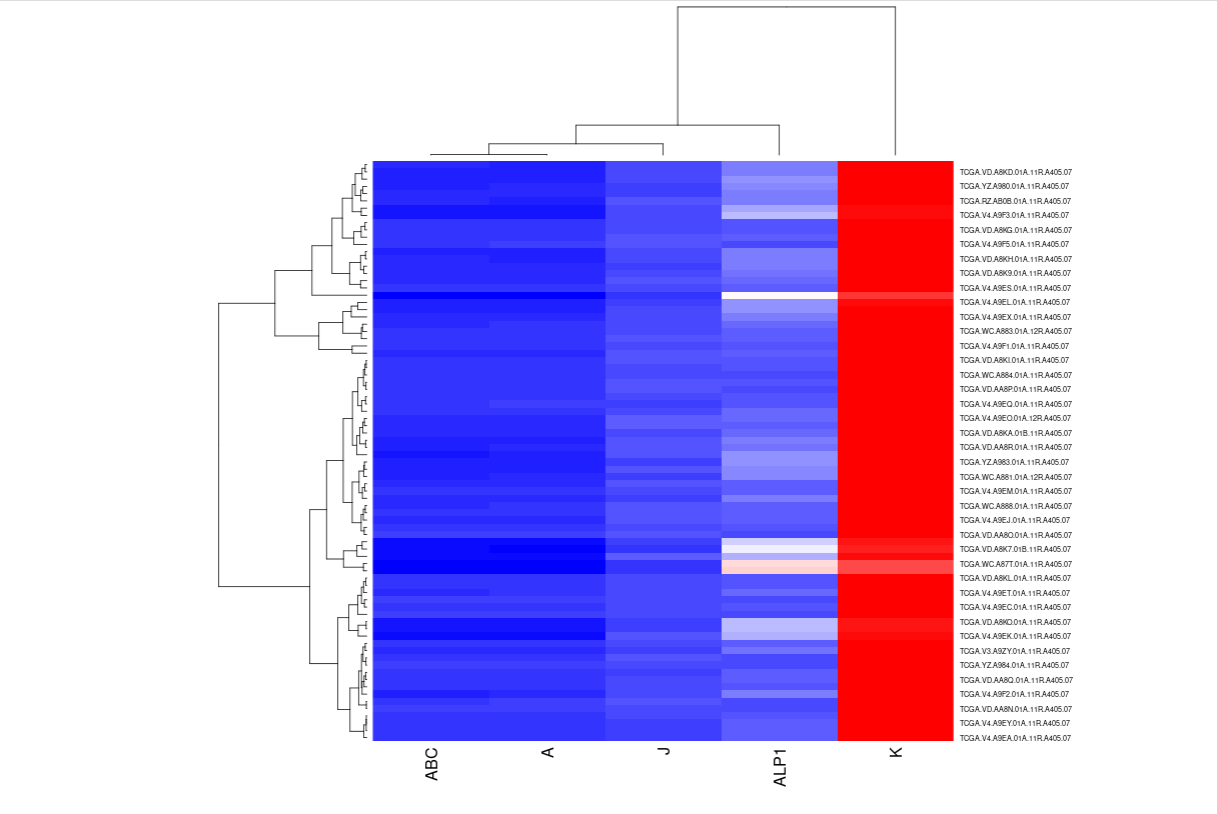 TCGA.VD.A8KD.01A.11R.A405.07
TCGA.YZ.A980.01A.11R.A405.07
TCGA.RZ.AB0B.01A.11R.A405.07
TCGA.V4.A9F3.01A.11R.A405.07
TCGA.VD.A8KG.01A.11R.A405.07
TCGA.V4.A9F5.01A.11R.A405.07
TCGA.VD.A8KH.01A.11R.A405.07
TCGA.VD.A8K9.01A.11R.A405.07
TCGA.V4.A9ES.01A.11R.A405.07
TCGA.V4.A9EL.01A.11R.A405.07
TCGA.V4.A9EX.01A.11R.A405.07
TCGA.WC.A883.01A.12R.A405.07
TCGA.V4.A9F1.01A.11R.A405.07
TCGA.VD.A8KI.01A.11R.A405.07
TCGA.WC.A884.01A.11R.A405.07
TCGA.VD.AA8P.01A.11R.A405.07
TCGA.V4.A9EQ.01A.11R.A405.07
TCGA.V4.A9EO.01A.12R.A405.07
TCGA.VD.A8KA.01B.11R.A405.07
TCGA.VD.AA8R.01A.11R.A405.07
TCGA.YZ.A983.01A.11R.A405.07
TCGA.WC.A881.01A.12R.A405.07
TCGA.V4.A9EM.01A.11R.A405.07
TCGA.WC.A888.01A.11R.A405.07
TCGA.V4.A9EJ.01A.11R.A405.07
TCGA.VD.AA8O.01A.11R.A405.07
TCGA.VD.A8K7.01B.11R.A405.07
TCGA.WC.A87T.01A.11R.A405.07
TCGA.VD.A8KL.01A.11R.A405.07
TCGA.V4.A9ET.01A.11R.A405.07
TCGA.V4.A9EC.01A.11R.A405.07
TCGA.VD.A8KO.01A.11R.A405.07
TCGA.V4.A9EK.01A.11R.A405.07
TCGA.V3.A9ZY.01A.11R.A405.07
TCGA.YZ.A984.01A.11R.A405.07
TCGA.VD.AA8Q.01A.11R.A405.07
TCGA.V4.A9F2.01A.11R.A405.07
TCGA.VD.AA8N.01A.11R.A405.07
TCGA.V4.A9EY.01A.11R.A405.07
TCGA.V4.A9EA.01A.11R.A405.07
ABC
A
J
ALP1
K